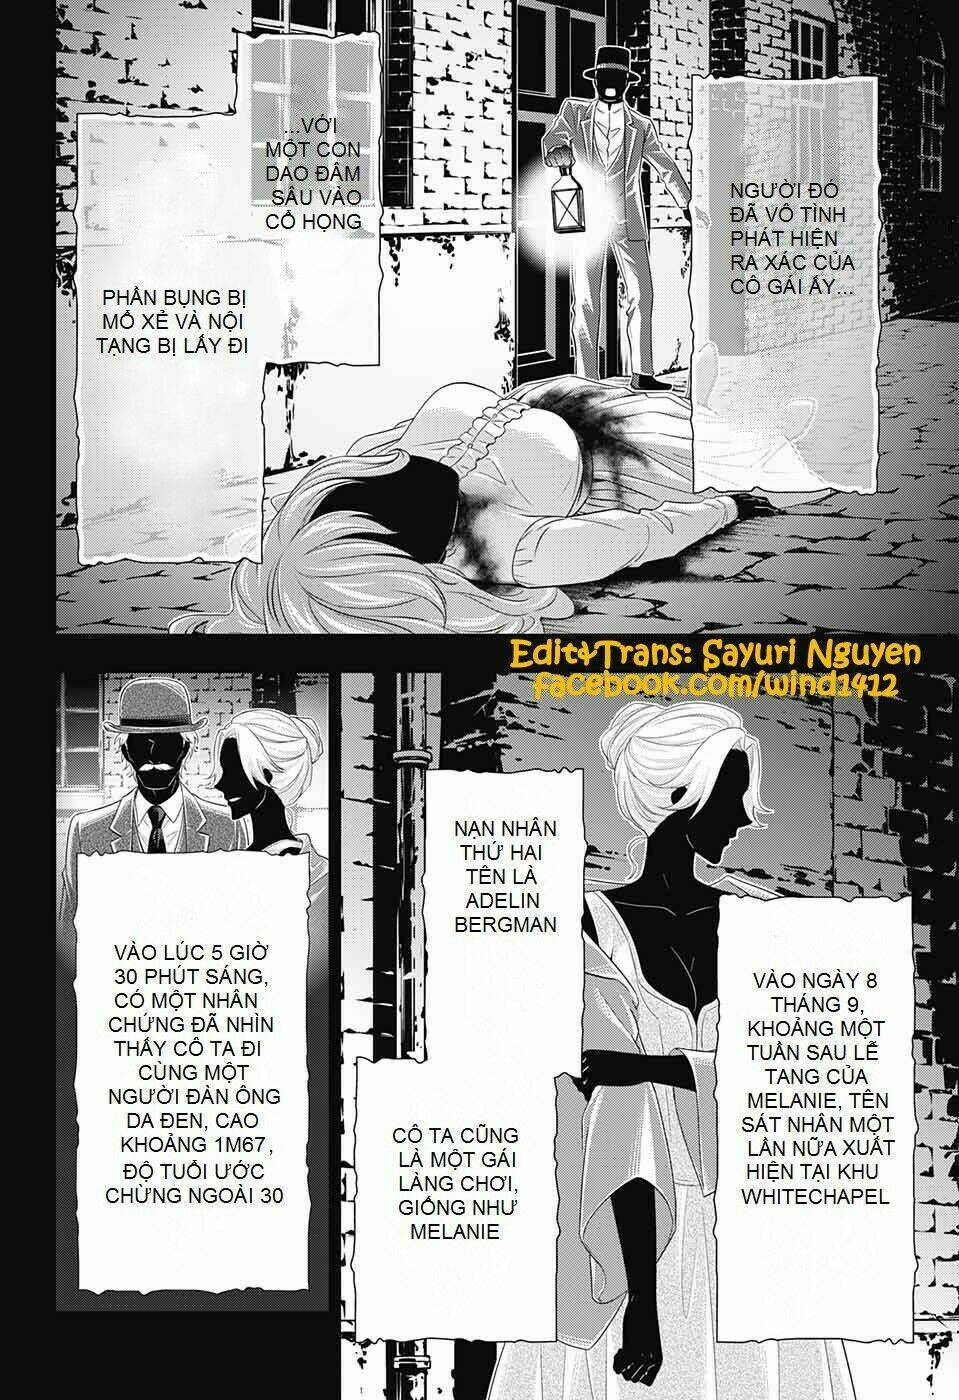 NGƯỜI ĐÓ
ĐÃ VÔ TÌNH
PHÁT HIỆN
RA XÁC CỦA
CÔ GÁI ẤY...
...VỚI
MỘT CON
DAO ĐÂM
SÂU VÀO
CỔ HỌNG
PHẦN BỤNG BỊ
MỔ XẺ VÀ NỘI
TẠNG BỊ LẤY ĐI
Edit&Trans: Sayuri Nguyen
facebook.com/wind1412
VÀO NGÀY 8
THÁNG 9,
KHOẢNG MỘT
TUẦN SAU LỄ
TANG CỦA
MELANIE, TÊN
SÁT NHÂN MỘT
LẦN NỮA XUẤT
HIỆN TẠI KHU
WHITECHAPEL
NẠN NHÂN
THỨ HAI
TÊN LÀ
ADELIN
BERGMAN
CÔ TA CŨNG
LÀ MỘT GÁI
LÀNG CHƠI,
GIỐNG NHƯ
MELANIE
VÀO LÚC 5 GIỜ
30 PHÚT SÁNG,
CÓ MỘT NHÂN
CHỨNG ĐÃ NHÌN
THẤY CÔ TA ĐI
CÙNG MỘT
NGƯỜI ĐÀN ÔNG
DA ĐEN, CAO
KHOẢNG 1M67,
ĐỘ TUỔI ƯỚC
CHỪNG NGOÀI 30